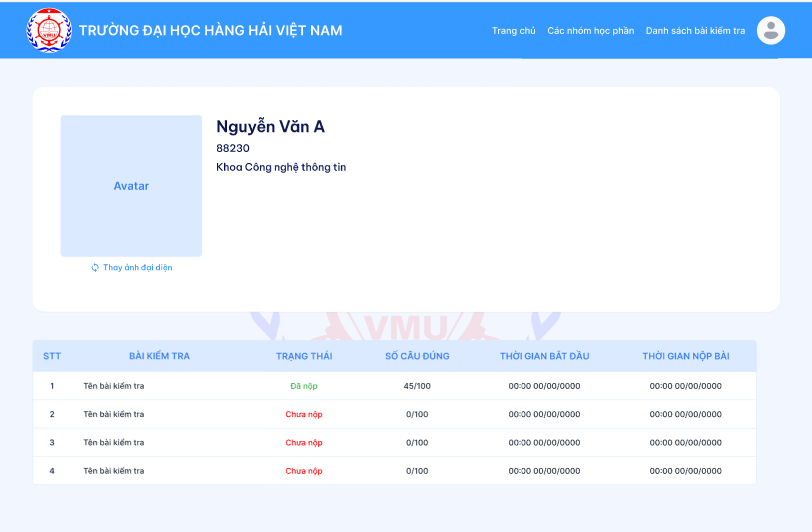 VMU
TRƯỜNG ĐẠI HỌC HÀNG HẢI VIỆT NAM
Trang chủ Các nhóm học phần Danh sách bài kiểm tra
Nguyễn Văn A
88230
Khoa Công nghệ thông tin
Avatar
Thay ảnh đại diện
VMU
STT BÀI KIỂM TRA TRẠNG THÁI SỐ CÂU ĐÚNG THỜI GIAN BẮT ĐẦU THỜI GIAN NỘP BÀI
1 Tên bài kiểm tra Đã nộp 45/100 00:00 00/00/0000 00:00 00/00/0000
2 Tên bài kiểm tra Chưa nộp 0/100 00:00 00/00/0000 00:00 00/00/0000
3 Tên bài kiểm tra Chưa nộp 0/100 00:00 00/00/0000 00:00 00/00/0000
4 Tên bài kiểm tra Chưa nộp 0/100 00:00 00/00/0000 00:00 00/00/0000